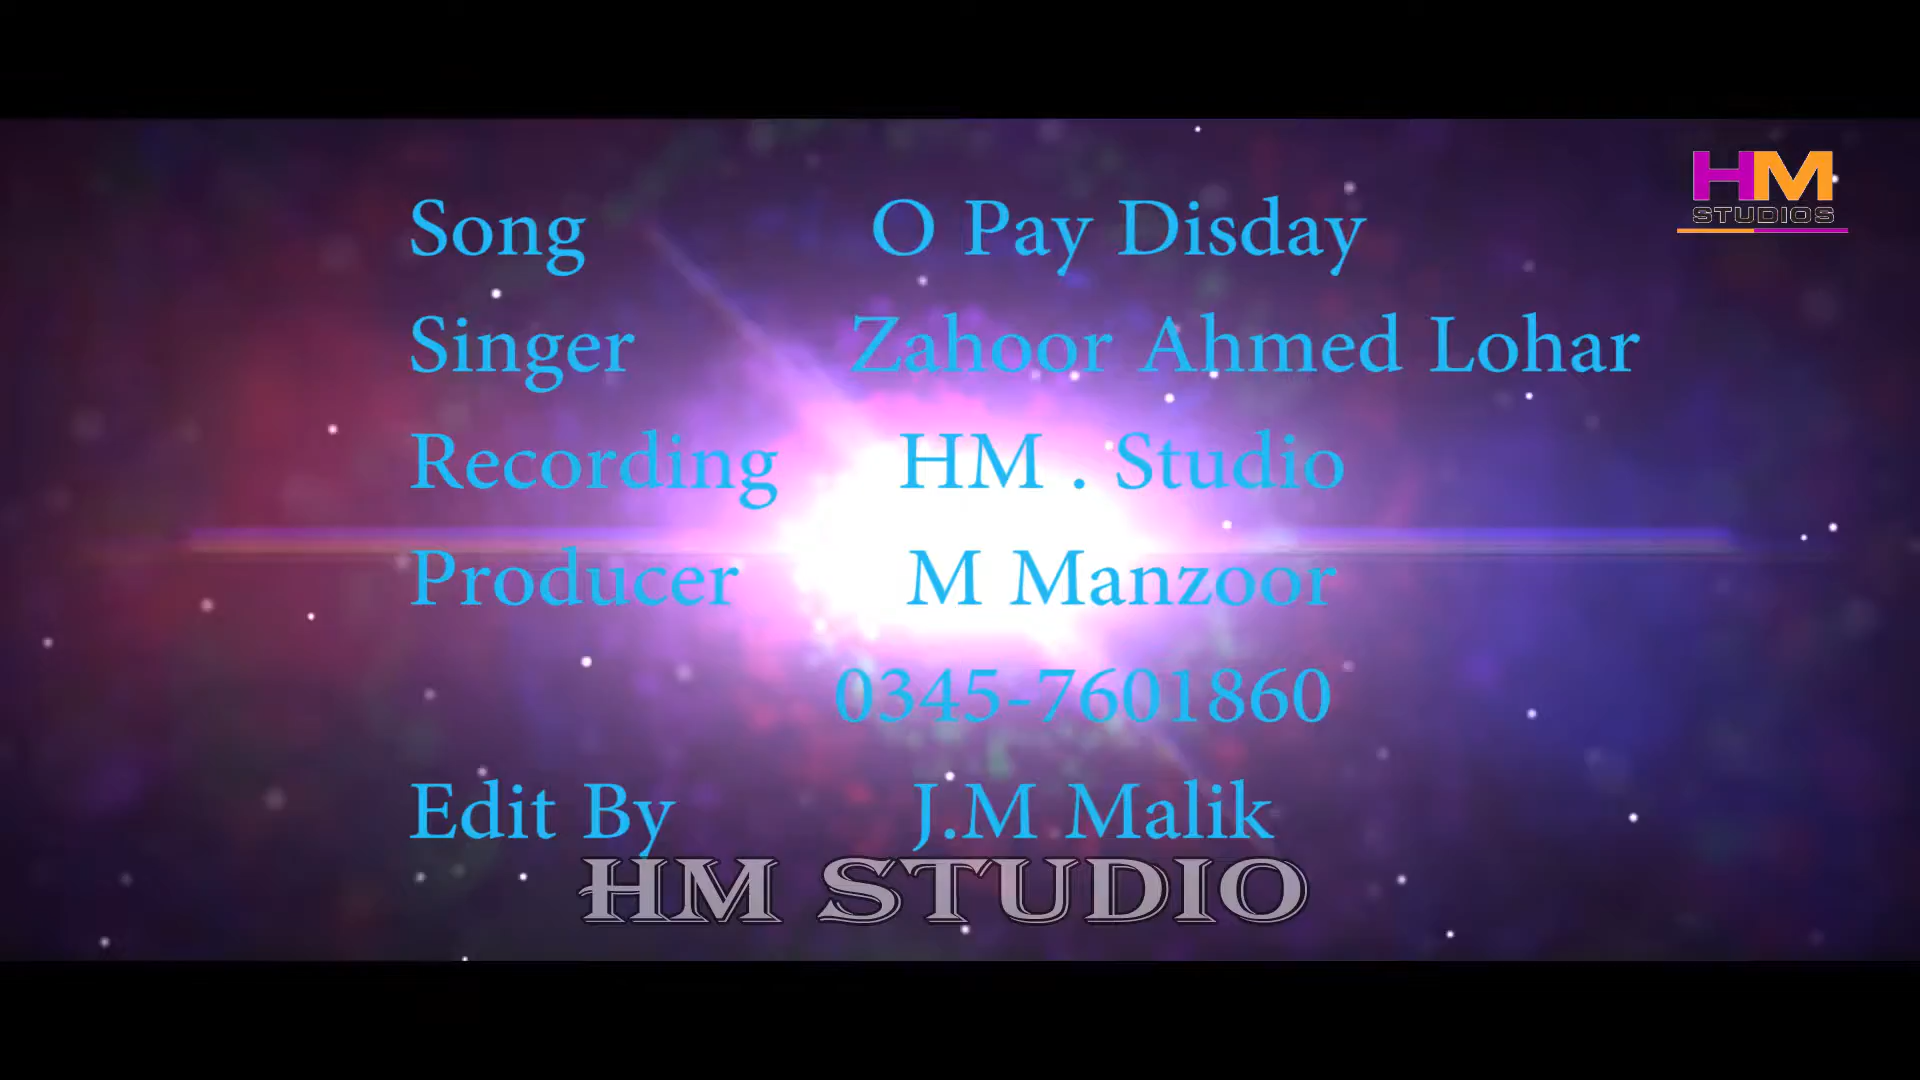 HM
STUDIOS
Song O Pay Disday
Singer Zahoor Ahmed Lohar
Recording HM . Studio
Producer M Manzoor
0345-7601860
Edit By J.M Malik
HM STUDIO